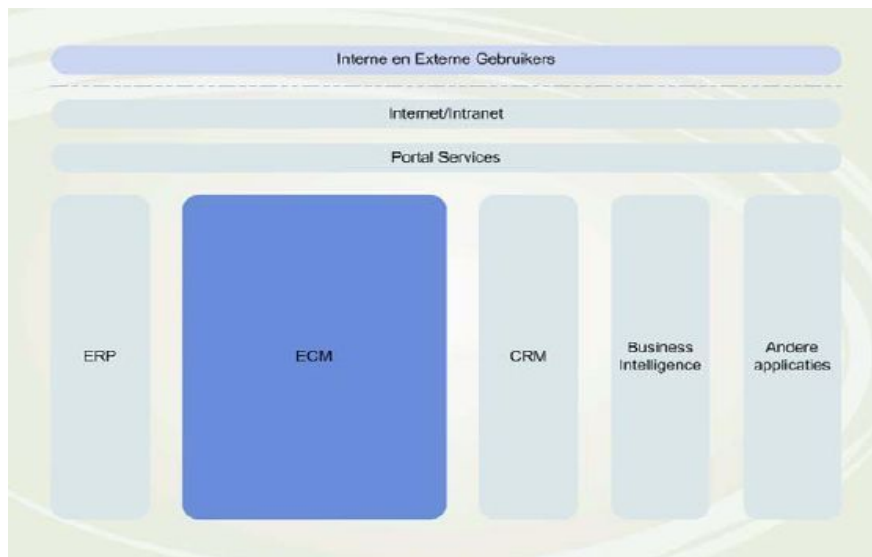 Interne en Externe Gebruikers
Internet/Intranet
Portal Services
ERP
ECM
CRM
Business
Intelligence
Andere
applicaties